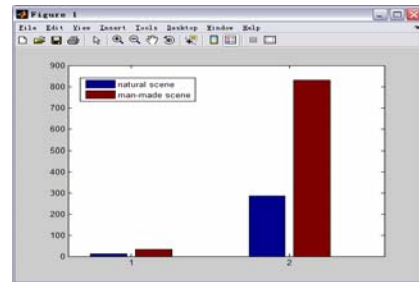 Figure 1
File Edit View Insert Tools Desktop Window Help
900
800
700
600
500
400
300
200
100
0
natural scene
man-made scene
1 2